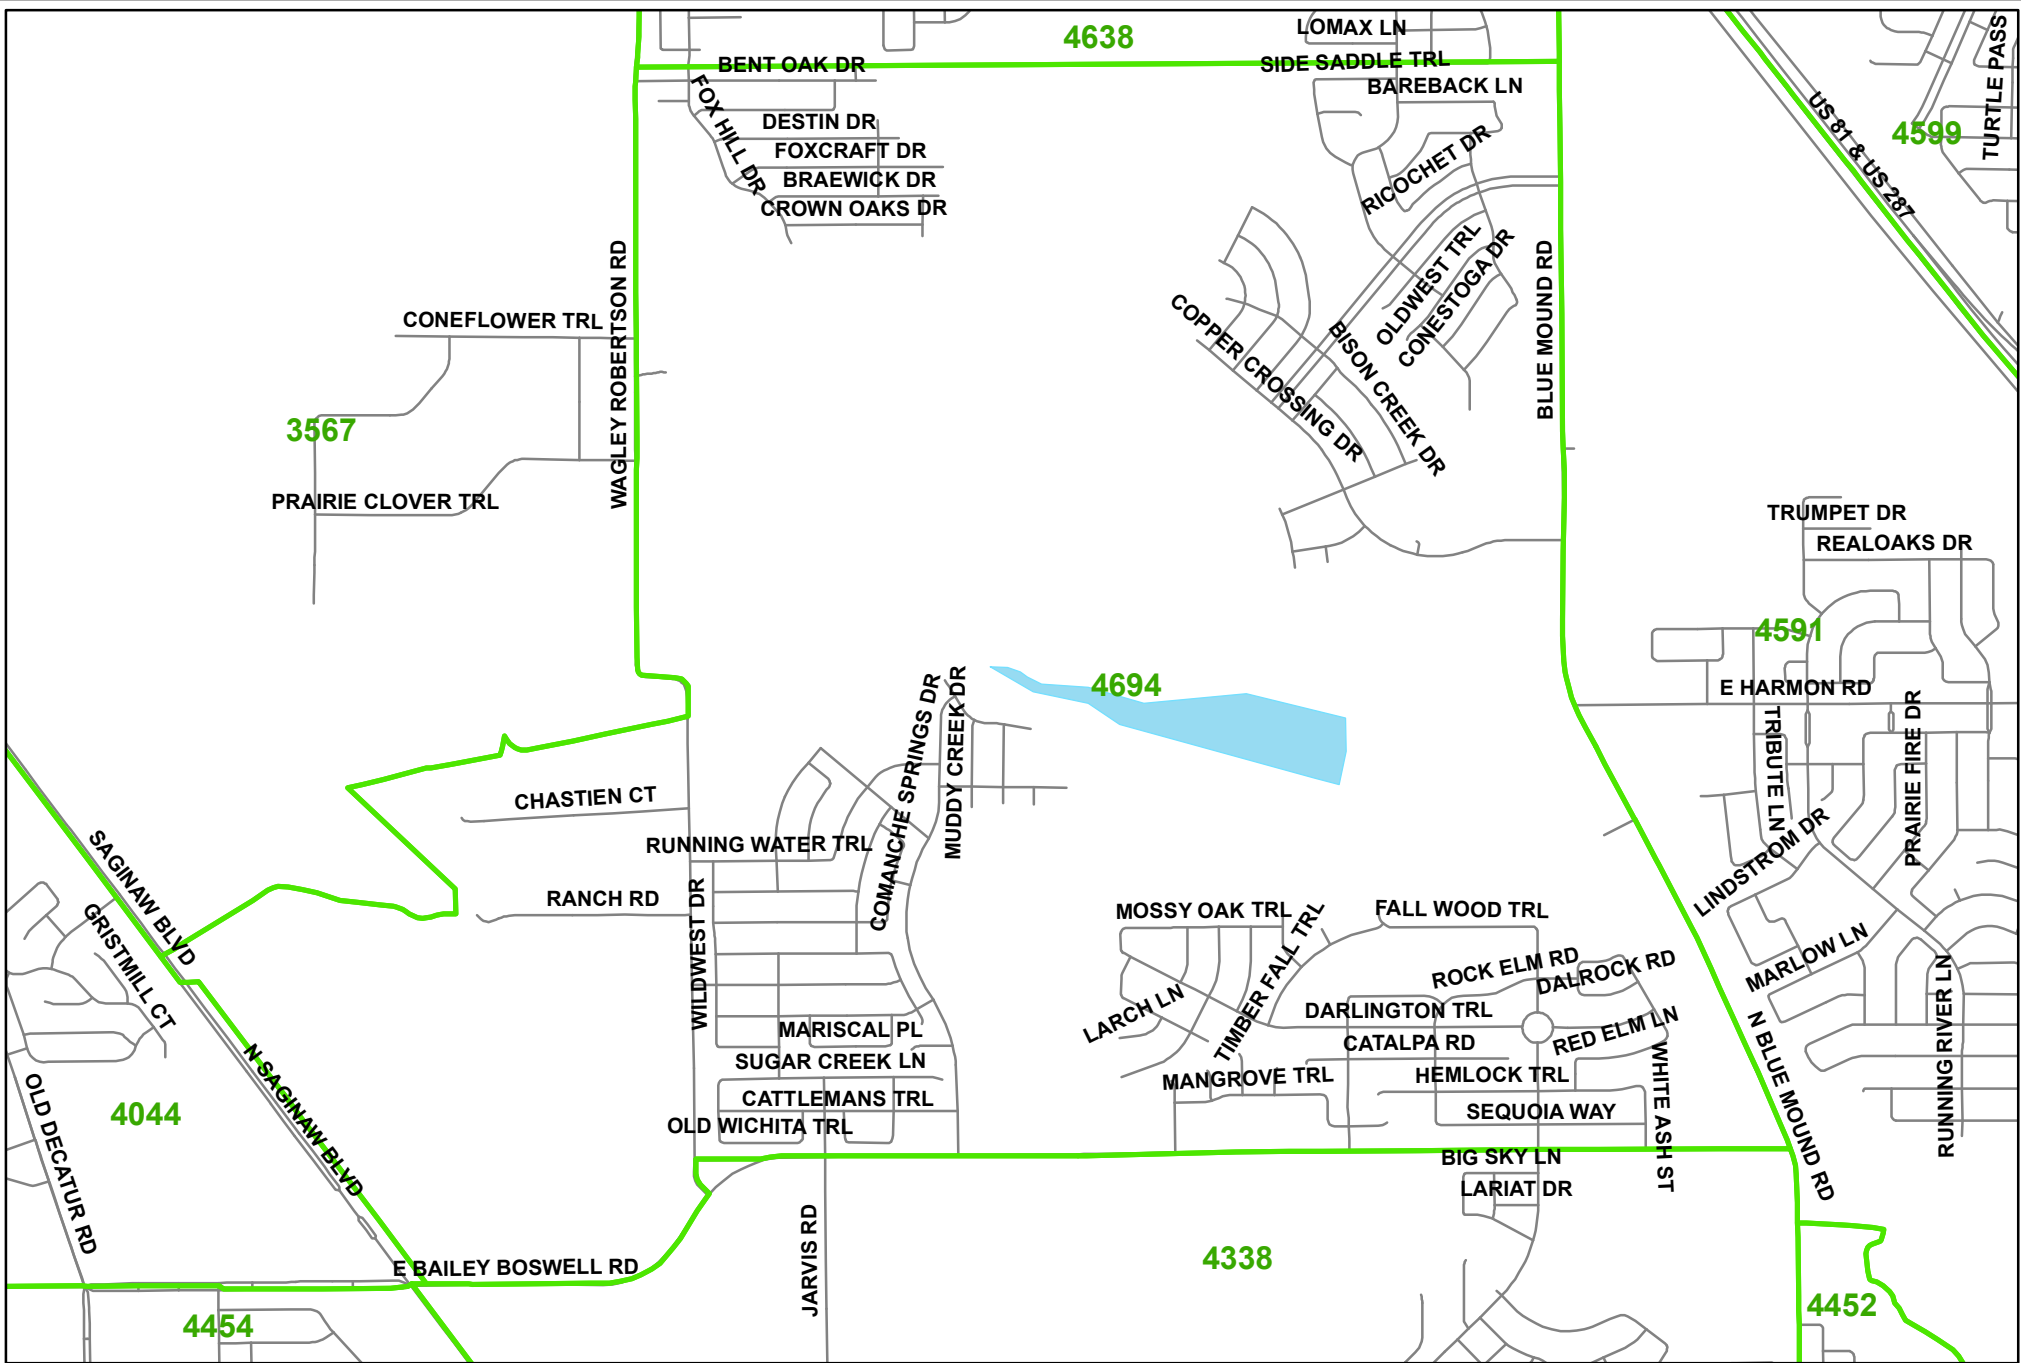 LOMAX LN
4638
SIDE SADDLE TRL
BENT OAK DR
BAREBACK LN
TURTLE PASS
FOX HILL DR
DESTIN DR
US 81 & US 287
4599
FOXCRAFT DR
RICOCHET DR
BRAEWICK DR
CROWN OAKS DR
OLDWEST TRL
CONESTOGA DR
BLUE MOUND RD
WAGLEY ROBERTSON RD
CONEFLOWER TRL
COPPER CROSSING DR
BISON CREEK DR
3567
PRAIRIE CLOVER TRL
TRUMPET DR
REALOAKS DR
4591
4694
E HARMON RD
COMANCHE SPRINGS DR
MUDDY CREEK DR
TRIBUTE LN
PRAIRIE FIRE DR
CHASTIEN CT
RUNNING WATER TRL
LINDSTROM DR
SAGINAW BLVD
RANCH RD
WILDWEST DR
MOSSY OAK TRL
FALL WOOD TRL
GRISTMILL CT
TIMBER FALL TRL
ROCK ELM RD
DALROCK RD
MARLOW LN
LARCH LN
DARLINGTON TRL
MARISCAL PL
RED ELM LN
CATALPA RD
SUGAR CREEK LN
MANGROVE TRL
HEMLOCK TRL
RUNNING RIVER LN
N SAGINAW BLVD
CATTLEMANS TRL
SEQUOIA WAY
WHITE ASH ST
N BLUE MOUND RD
4044
OLD WICHITA TRL
OLD DECATUR RD
BIG SKY LN
LARIAT DR
JARVIS RD
4338
E BAILEY BOSWELL RD
4452
4454